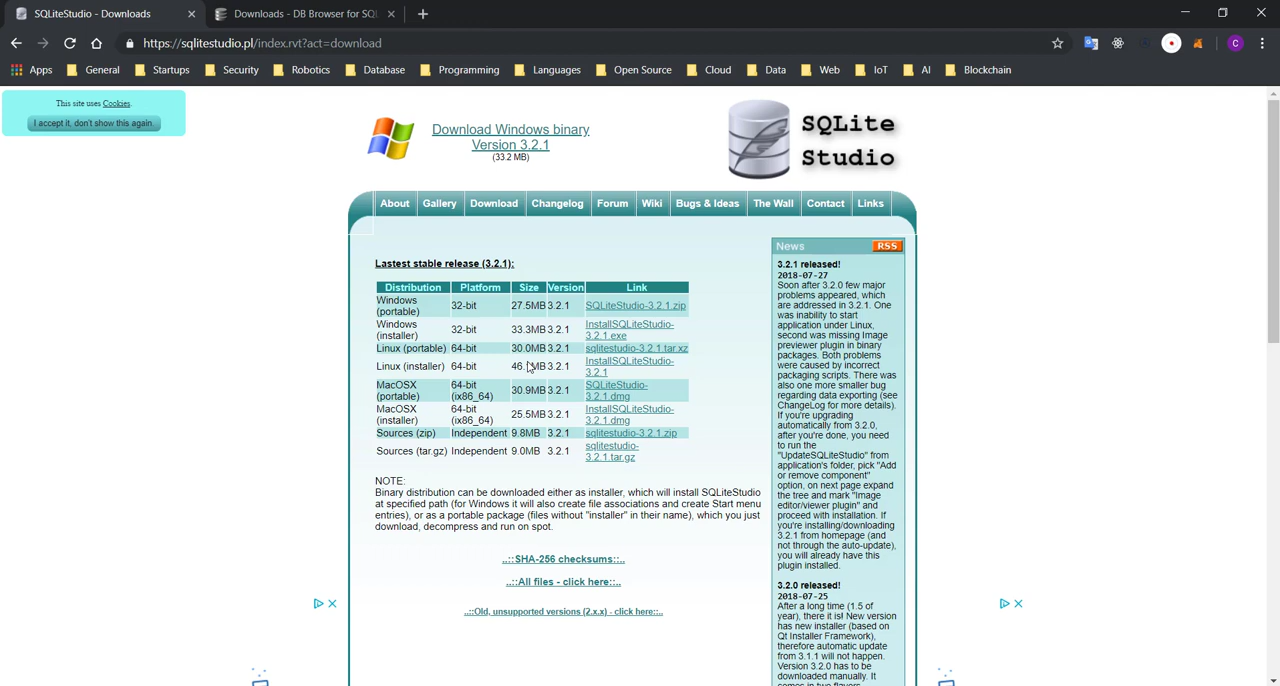 SQLiteStudio - Downloads
Downloads - DB Browser for SQL
https://sqlitestudio.pl/index.rvt?act=download
C
Apps General Startups Security Robotics Database Programming Languages Open Source Cloud Data Web IoT AI Blockchain
This site uses Cookies.
I accept it, don't show this again.
Download Windows binary
Version 3.2.1
(33.2 MB)
SQLite
Studio
About Gallery Download Changelog Forum Wiki Bugs & Ideas The Wall Contact Links
Lastest stable release (3.2.1):
Distribution Platform Size Version Link
Windows (portable) 32-bit 27.5MB 3.2.1 SQLiteStudio-3.2.1.zip
Windows (installer) 32-bit 33.3MB 3.2.1 InstallSQLiteStudio-3.2.1.exe
Linux (portable) 64-bit 30.0MB 3.2.1 sqlitestudio-3.2.1.tar.xz
Linux (installer) 64-bit 3.2.1 InstallSQLiteStudio-3.2.1
MacOSX (portable) 64-bit (ix86_64) 30.9MB 3.2.1 SQLiteStudio-3.2.1.dmg
MacOSX (installer) 64-bit (ix86_64) 25.5MB 3.2.1 InstallSQLiteStudio-3.2.1.dmg
Sources (zip) Independent 9.8MB 3.2.1 sqlitestudio-3.2.1.zip
Sources (tar.gz) Independent 9.0MB 3.2.1 sqlitestudio-3.2.1.tar.gz
NOTE:
Binary distribution can be downloaded either as installer, which will install SQLiteStudio
at specified path (for Windows it will also create file associations and create Start menu
entries), or as a portable package (files without "installer" in their name), which you just
download, decompress and run on spot.
..::SHA-256 checksums::..
..::All files - click here::..
..::Old, unsupported versions (2.x.x) - click here::..
News RSS
3.2.1 released!
2018-07-27
Soon after 3.2.0 few major
problems appeared, which
are addressed in 3.2.1. One
was inability to start
application under Linux,
second was missing Image
previewer plugin in binary
packages. Both problems
were caused by incorrect
packaging scripts. There was
also one more smaller bug
regarding data exporting (see
ChangeLog for more details).
If you're upgrading
automatically from 3.2.0,
after you're done, you need
to run the
"UpdateSQLiteStudio" from
application's folder, pick "Add
or remove component"
option, on next page expand
the tree and mark "Image
editor/viewer plugin" and
proceed with installation. If
you're installing/downloading
3.2.1 from homepage (and
not through the auto-update),
you will already have this
plugin installed.
3.2.0 released!
2018-07-25
After a long time (1.5 of
year), there it is! New version
has new installer (based on
Qt Installer Framework),
therefore automatic update
from 3.1.1 will not happen.
Version 3.2.0 has to be
downloaded manually. It
comes in two flavors